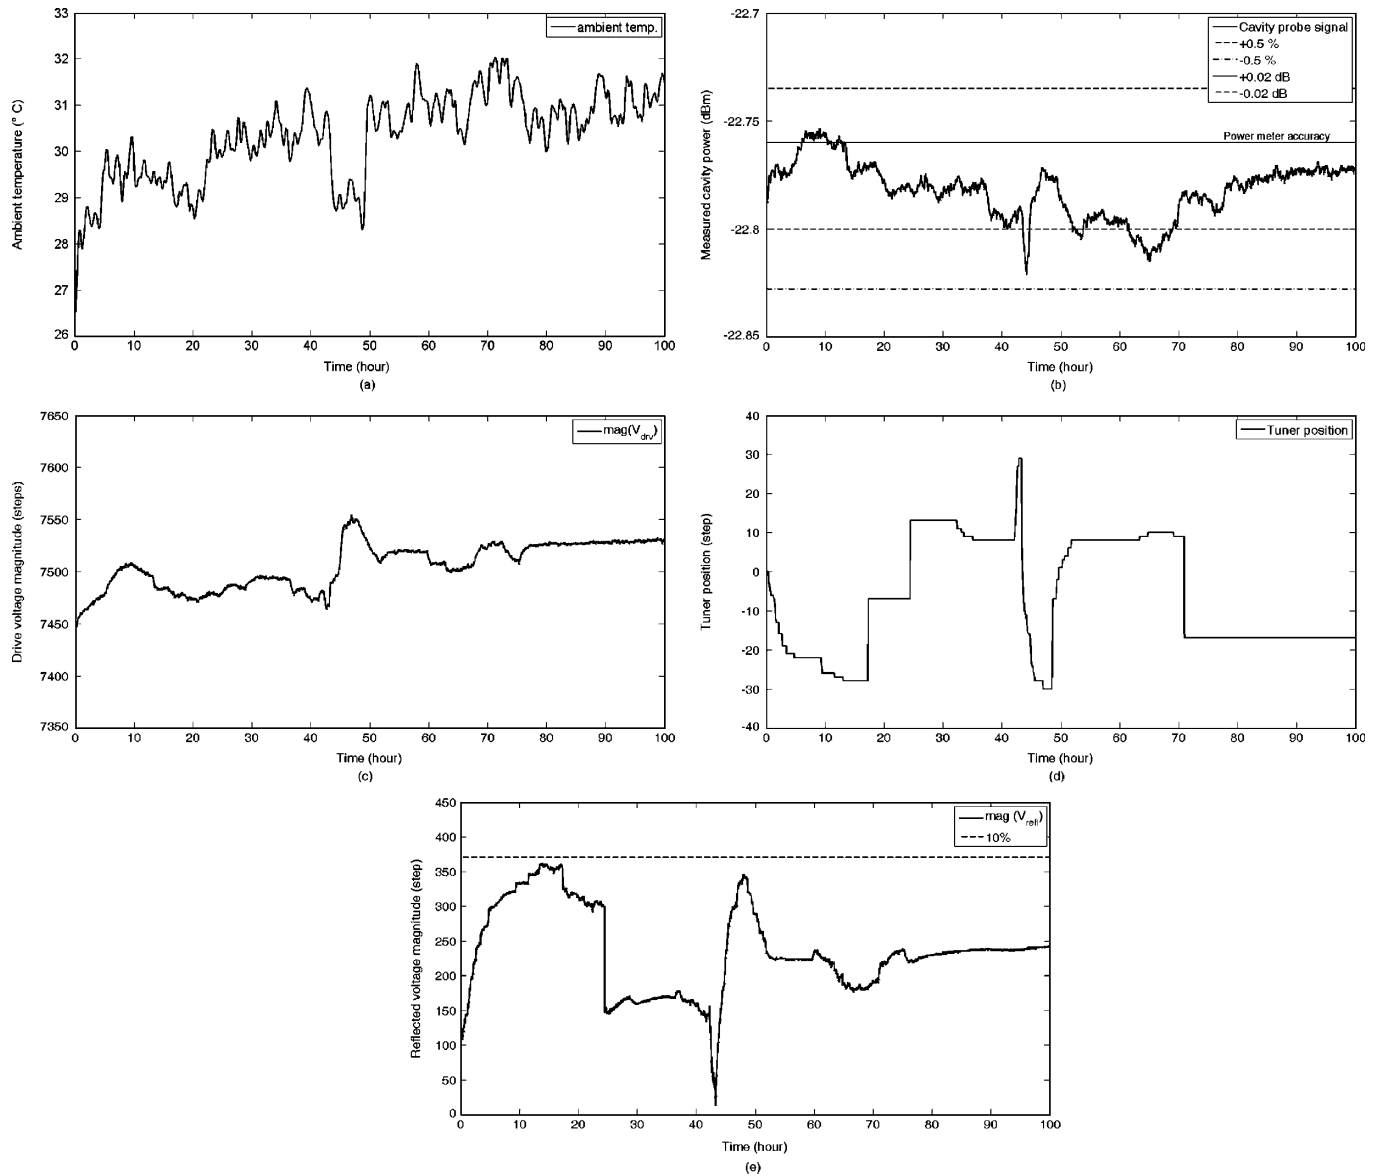 33
32
31
30
29
28
27
26
Ambient temperature (° C)
ambient temp.
0 10 20 30 40 50 60 70 80 90 100
Time (hour)
(a)
-22.7
-22.75
-22.8
-22.85
Measured cavity power (dBm)
Cavity probe signal
+0.5 %
-0.5 %
+0.02 dB
-0.02 dB
Power meter accuracy
0 10 20 30 40 50 60 70 80 90 100
Time (hour)
(b)
7650
7600
7550
7500
7450
7400
7350
Drive voltage magnitude (steps)
mag(Vdrv)
0 10 20 30 40 50 60 70 80 90 100
Time (hour)
(c)
40
30
20
10
0
-10
-20
-30
-40
Tuner position (step)
Tuner position
0 10 20 30 40 50 60 70 80 90 100
Time (hour)
(d)
450
400
350
300
250
200
150
100
50
0
Reflected voltage magnitude (step)
mag (Vrefl)
10%
0 10 20 30 40 50 60 70 80 90 100
Time (hour)
(e)